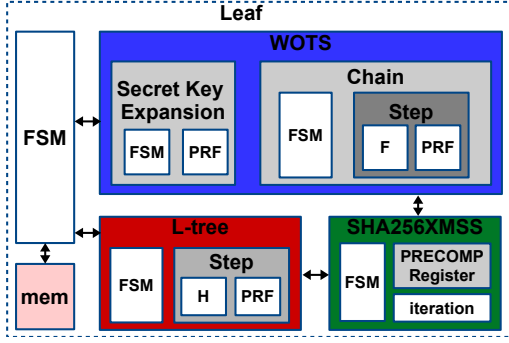 Leaf
WOTS
FSM
Secret Key
Expansion
FSM
PRF
Chain
FSM
Step
F
PRF
mem
L-tree
FSM
Step
H
PRF
SHA256XMSS
FSM
PRECOMP
Register
iteration